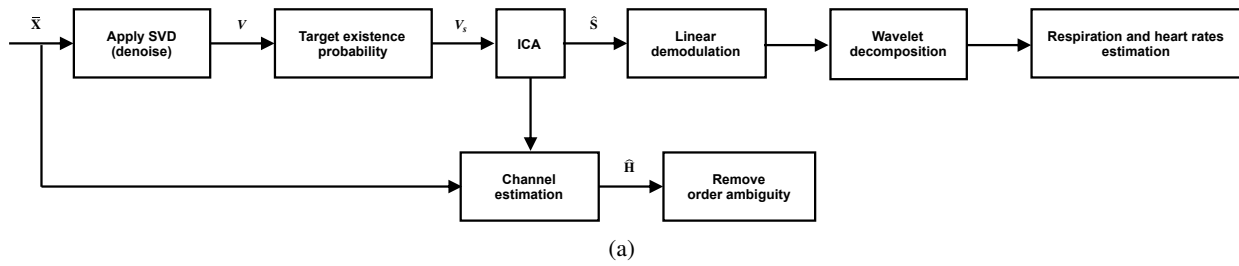 X̄
Apply SVD
(denoise)
V
Target existence
probability
Vₛ
ICA
Ŝ
Linear
demodulation
Wavelet
decomposition
Respiration and heart rates
estimation
Channel
estimation
Ĥ
Remove
order ambiguity
(a)